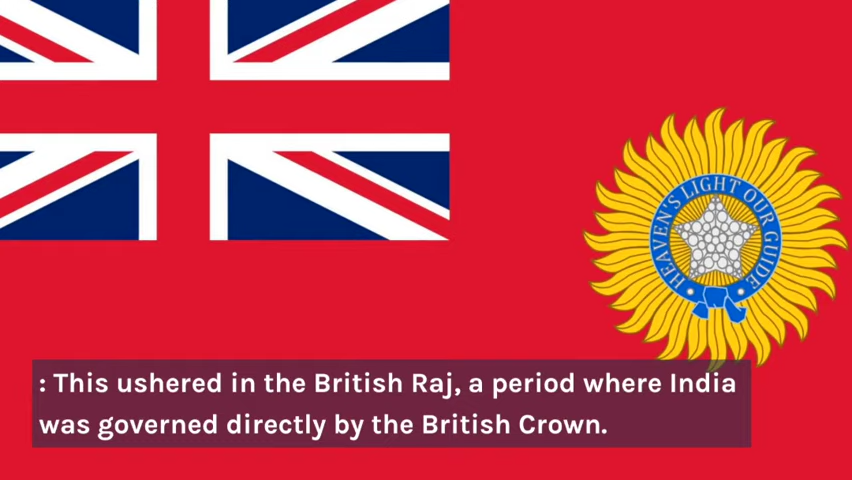 HEAVEN'S LIGHT OUR GUIDE
: This ushered in the British Raj, a period where India
was governed directly by the British Crown.